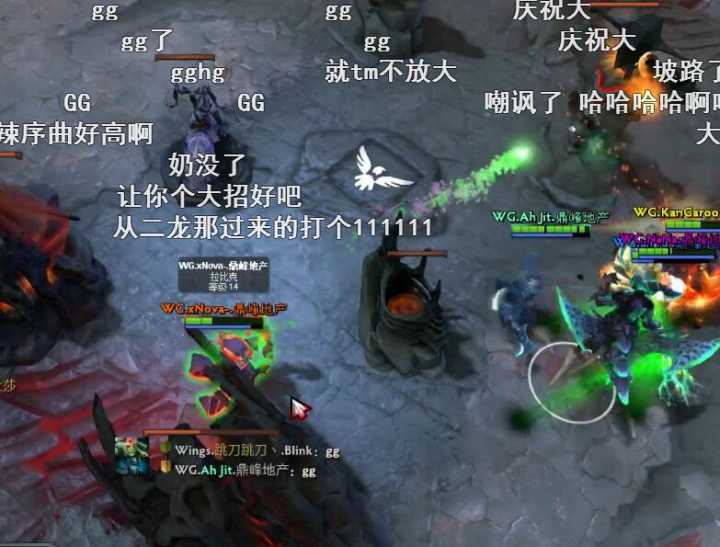 gg
gg
庆祝大
gg了
gg
庆祝大
gghg
就tm不放大
坡路了
GG
GG
嘲讽了
哈哈哈哈啊
辣序曲好高啊
大
奶没了
让你个大招好吧
从二龙那过来的打个111111
WG.Ah Jit.鼎峰地产
WG.KanGaroo
WG.xNova-.鼎峰地产
拉比克
等级 14
WG.xNova-.鼎峰地产
莎
Wings.跳刀跳刀丶.Blink: gg
WG.Ah Jit.鼎峰地产: gg